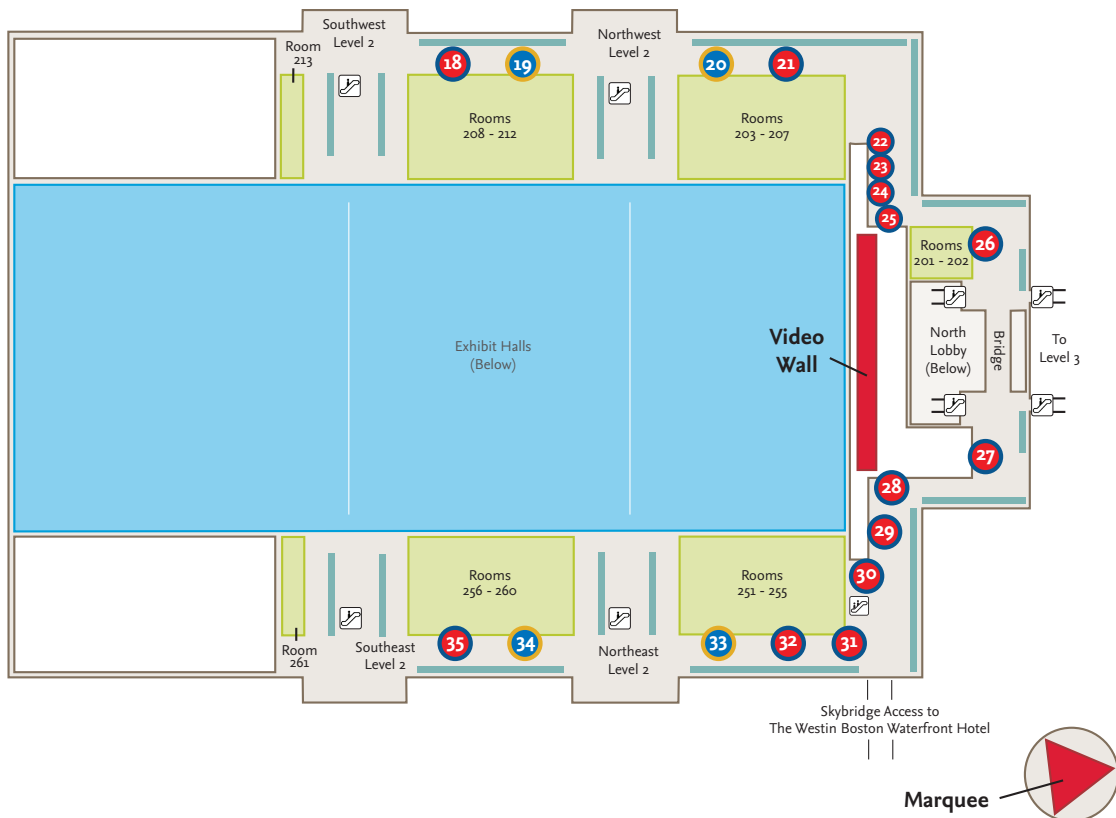 Southwest
Level 2
Northwest
Level 2
Room
213
18
19
20
21
Rooms
208 - 212
Rooms
203 - 207
22
23
24
25
26
Rooms
201 - 202
Video
Wall
Exhibit Halls
(Below)
North
Lobby
(Below)
Bridge
To
Level 3
27
28
29
30
Rooms
256 - 260
Rooms
251 - 255
35
34
33
32
31
Room
261
Southeast
Level 2
Northeast
Level 2
Skybridge Access to
The Westin Boston Waterfront Hotel
Marquee